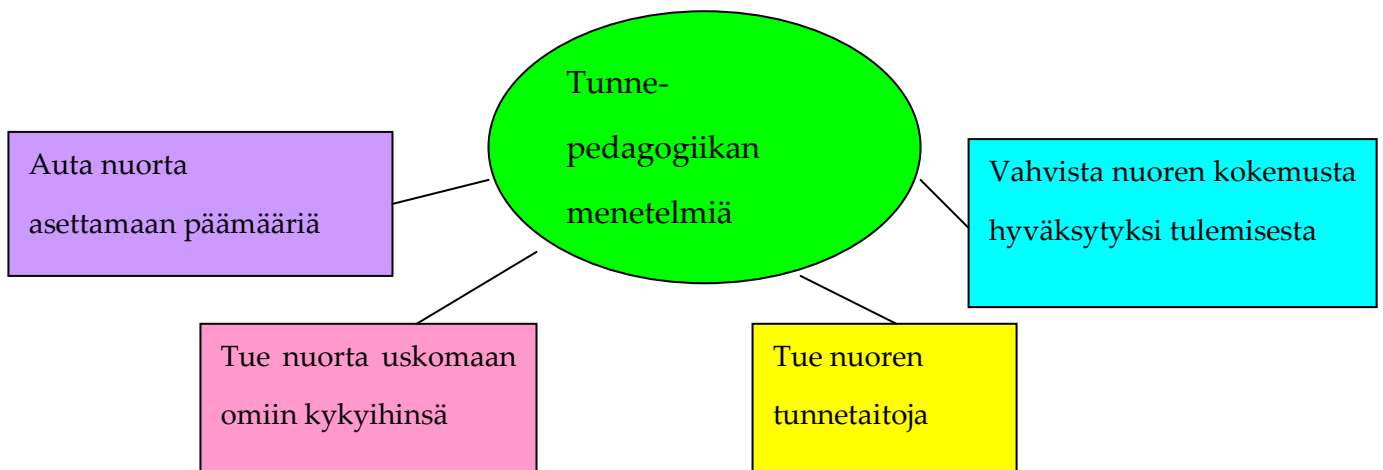 Tunne-
pedagogiikan
menetelmiä
Auta nuorta
asettamaan päämääriä
Vahvista nuoren kokemusta
hyväksytyksi tulemisesta
Tue nuorta uskomaan
omiin kykyihinsä
Tue nuoren
tunnetaitoja